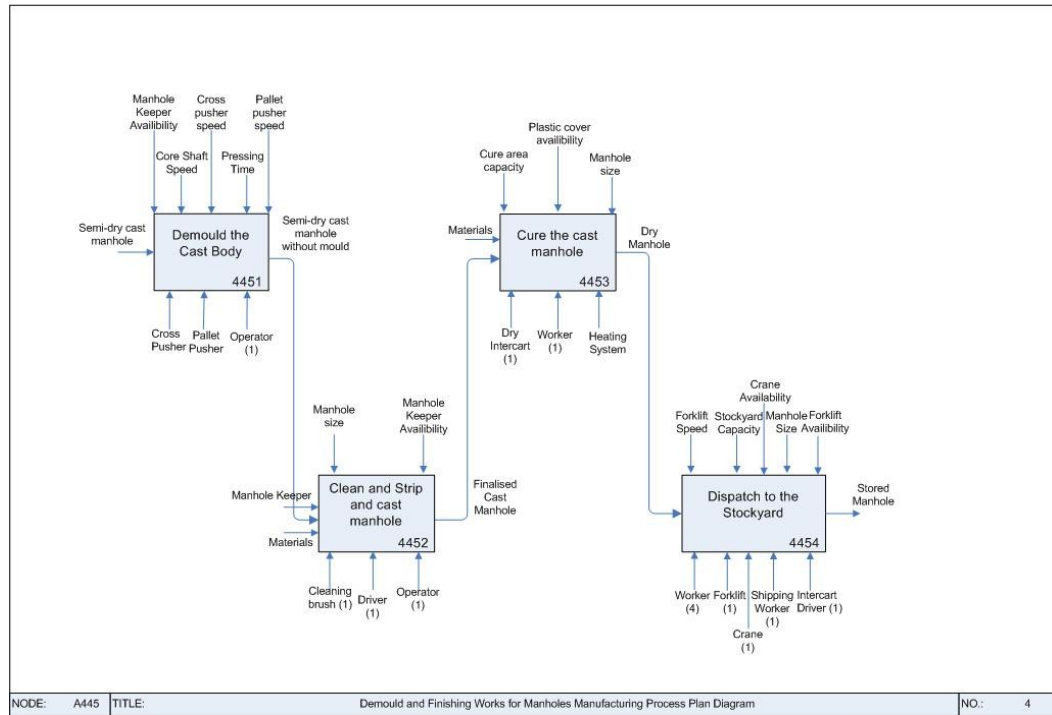 Manhole
Keeper
Availibility
Cross
pusher
speed
Pallet
pusher
speed
Core Shaft
Speed
Pressing
Time
Semi-dry cast
manhole
Demould the
Cast Body
4451
Semi-dry cast
manhole
without mould
Cross
Pusher
Pallet
Pusher
Operator
(1)
Manhole
size
Manhole
Keeper
Availibility
Manhole Keeper
Materials
Clean and Strip
and cast
manhole
4452
Finalised
Cast
Manhole
Cleaning
brush (1)
Driver
(1)
Operator
(1)
Cure area
capacity
Plastic cover
availibility
Manhole
size
Materials
Cure the cast
manhole
4453
Dry
Manhole
Dry
Intercart
(1)
Worker
(1)
Heating
System
Forklift
Speed
Stockyard
Capacity
Crane
Availability
Manhole
Size
Forklift
Availibility
Dispatch to the
Stockyard
4454
Stored
Manhole
Worker
(4)
Forklift
(1)
Crane
(1)
Shipping
Worker
(1)
Intercart
Driver (1)
NODE: A445 TITLE: Demould and Finishing Works for Manholes Manufacturing Process Plan Diagram NO.: 4